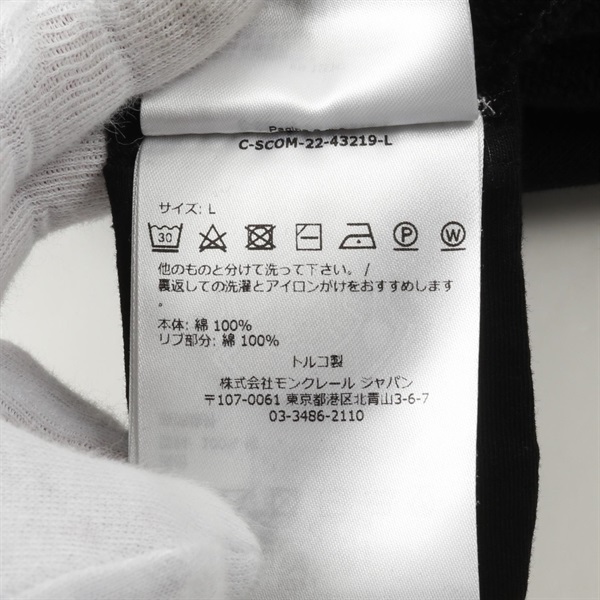 C-SCOM-22-43219-L
サイズ: L
30
P
W
他のものと分けて洗って下さい。 /
裏返しての洗濯とアイロンがけをおすすめします
。
本体: 綿 100%
リブ部分: 綿 100%
トルコ製
株式会社モンクレール ジャパン
〒107-0061 東京都港区北青山3-6-7
03-3486-2110